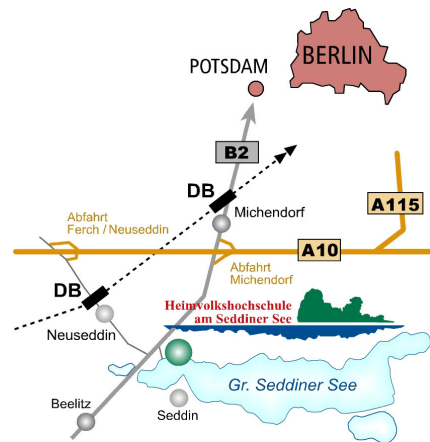 BERLIN
POTSDAM
B2
DB
A115
Michendorf
Abfahrt
Ferch / Neuseddin
A10
Abfahrt
Michendorf
DB
Heimvolkshochschule
am Seddiner See
Neuseddin
Gr. Seddiner See
Beelitz
Seddin